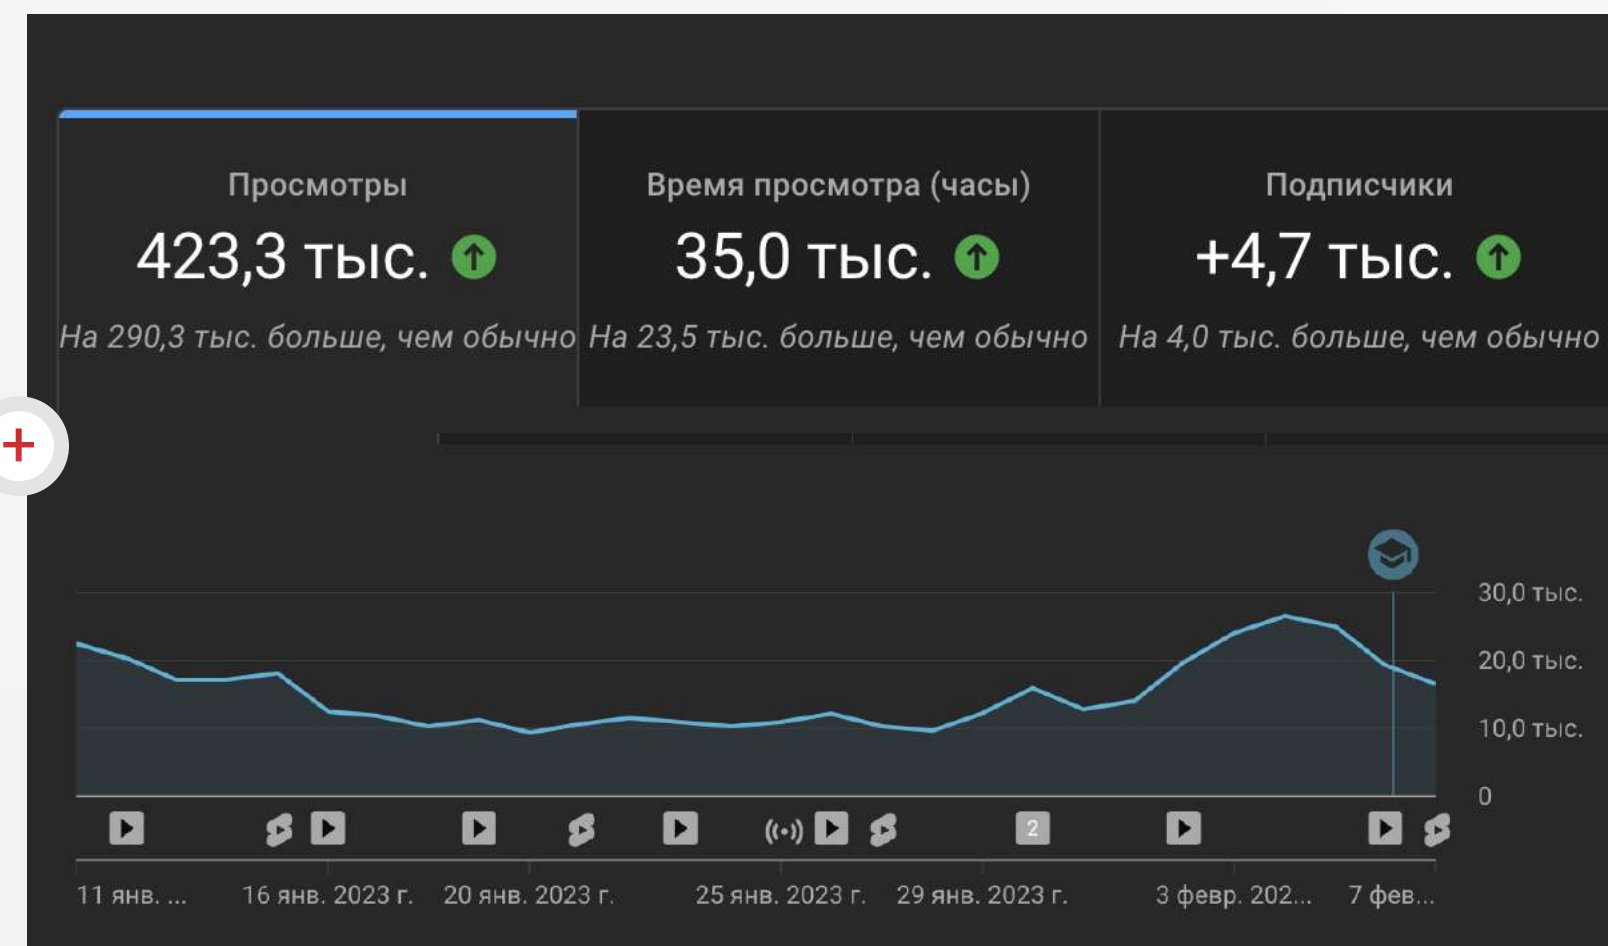 Просмотры
423,3 тыс.
На 290,3 тыс. больше, чем обычно
Время просмотра (часы)
35,0 тыс.
На 23,5 тыс. больше, чем обычно
Подписчики
+4,7 тыс.
На 4,0 тыс. больше, чем обычно
30,0 тыс.
20,0 тыс.
10,0 тыс.
0
2
11 янв. ...
16 янв. 2023 г.
20 янв. 2023 г.
25 янв. 2023 г.
29 янв. 2023 г.
3 февр. 202...
7 фев...